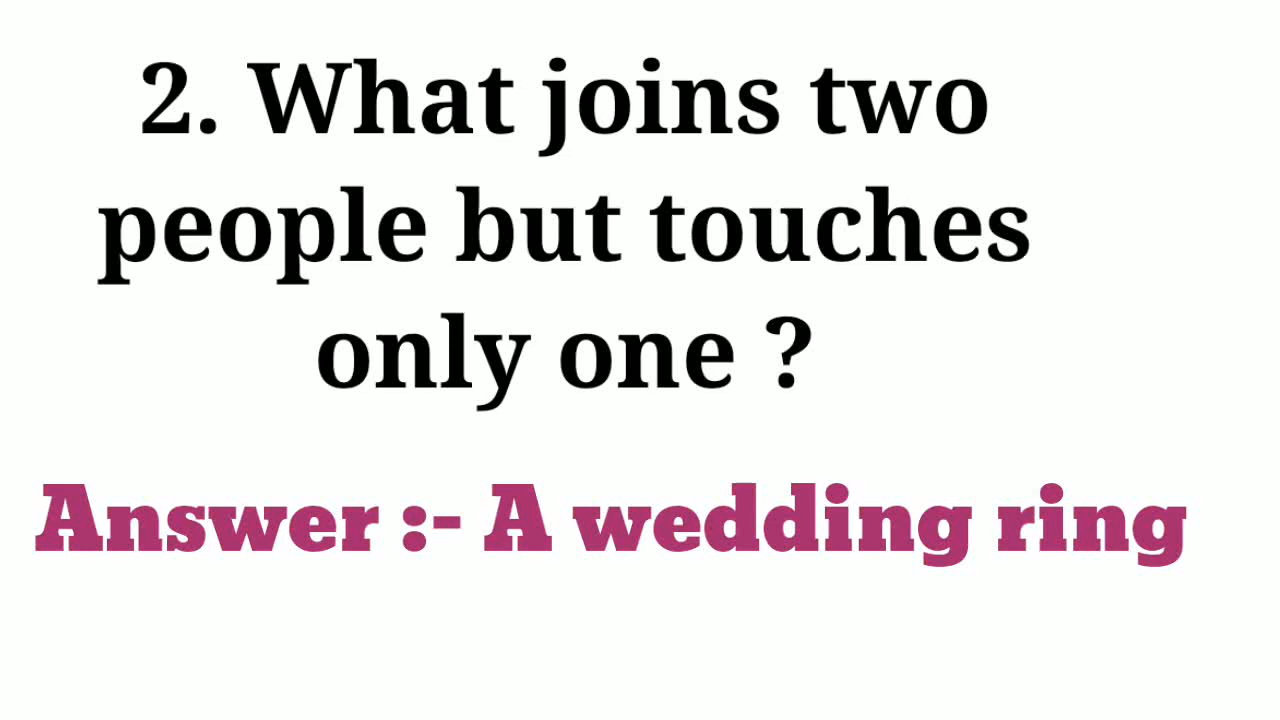 2. What joins two
people but touches
only one ?
Answer :- A wedding ring